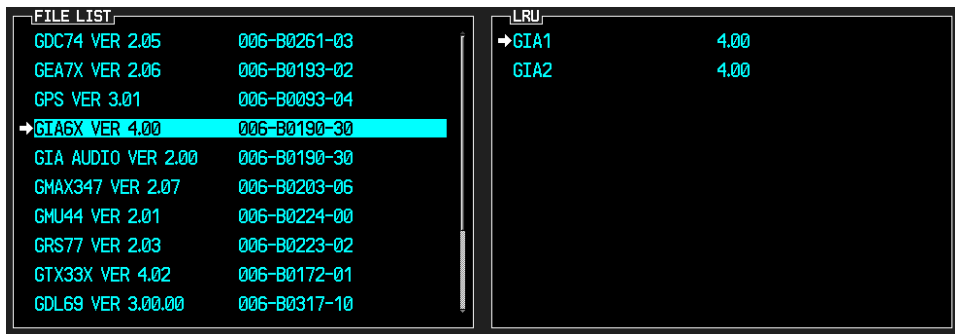 FILE LIST
GDC74 VER 2.05 006-B0261-03
GEA7X VER 2.06 006-B0193-02
GPS VER 3.01 006-B0093-04
GIA6X VER 4.00 006-B0190-30
GIA AUDIO VER 2.00 006-B0190-30
GMAX347 VER 2.07 006-B0203-06
GMU44 VER 2.01 006-B0224-00
GRS77 VER 2.03 006-B0223-02
GTX33X VER 4.02 006-B0172-01
GDL69 VER 3.00.00 006-B0317-10
LRU
GIA1 4.00
GIA2 4.00